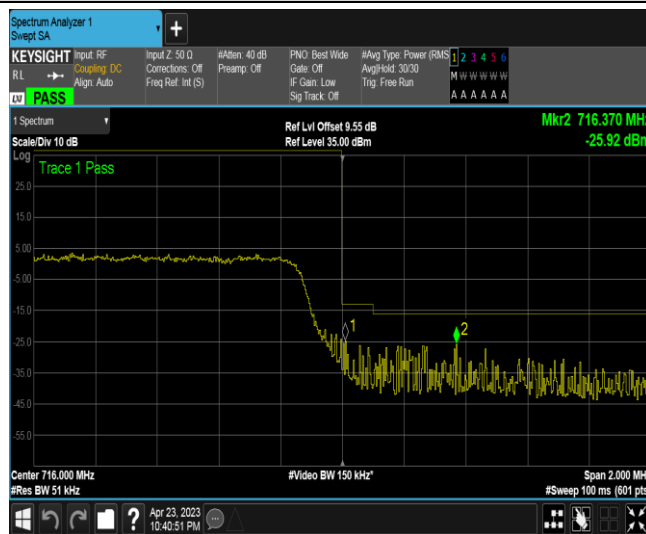 Spectrum Analyzer 1
Swept SA
+
KEYSIGHT
RL
LXI PASS
Input: RF
Coupling: DC
Align: Auto
Input Z: 50 Ω
Corrections: Off
Freq Ref: Int (S)
#Atten: 40 dB
Preamp: Off
PNO: Best Wide
Gate: Off
IF Gain: Low
Sig Track: Off
#Avg Type: Power (RMS
Avg|Hold: 30/30
Trig: Free Run
1 2 3 4 5 6
M W W W W W
A A A A A A
1 Spectrum
Scale/Div 10 dB
Ref Lvl Offset 9.55 dB
Ref Level 35.00 dBm
Mkr2 716.370 MHz
-25.92 dBm
Log
Trace 1 Pass
25.0
15.0
5.00
-5.00
-15.0
1
2
-35.0
-45.0
-55.0
Center 716.000 MHz
#Res BW 51 kHz
#Video BW 150 kHz*
Span 2.000 MH
#Sweep 100 ms (601 pts
?
Apr 23, 2023
10:40:51 PM